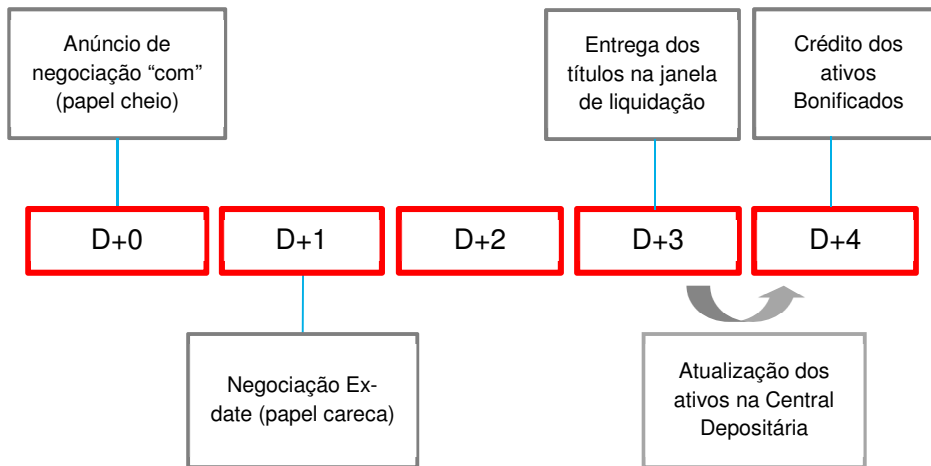 Anúncio de
negociação “com”
(papel cheio)
Entrega dos
títulos na janela
de liquidação
Crédito dos
ativos
Bonificados
D+0
D+1
D+2
D+3
D+4
Negociação Ex-
date (papel careca)
Atualização dos
ativos na Central
Depositária